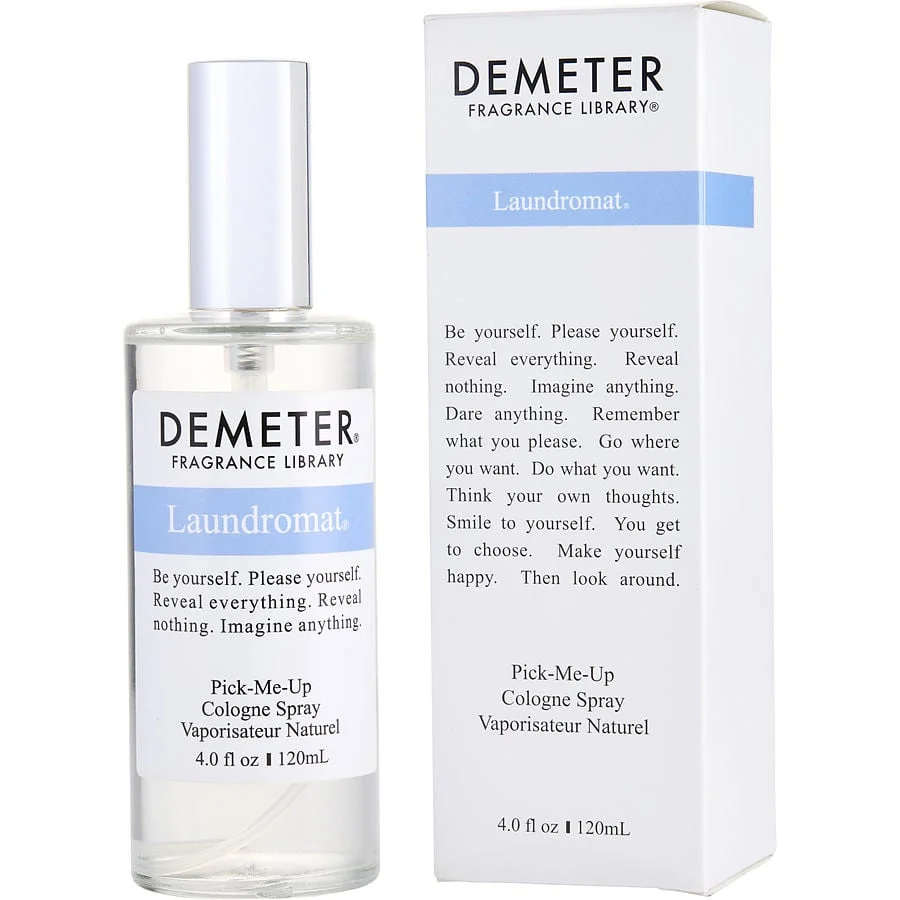 DEMETER®
FRAGRANCE LIBRARY
Laundromat®
Be yourself. Please yourself.
Reveal everything. Reveal
nothing. Imagine anything.
Pick-Me-Up
Cologne Spray
Vaporisateur Naturel
4.0 fl oz ❙ 120mL
DEMETER
FRAGRANCE LIBRARY®
Laundromat®
Be yourself. Please yourself.
Reveal everything. Reveal
nothing. Imagine anything.
Dare anything. Remember
what you please. Go where
you want. Do what you want.
Think your own thoughts.
Smile to yourself. You get
to choose. Make yourself
happy. Then look around.
Pick-Me-Up
Cologne Spray
Vaporisateur Naturel
4.0 fl oz ❙ 120mL